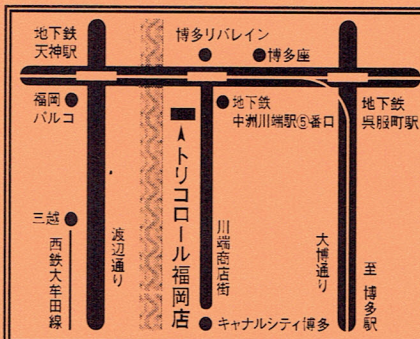 地下鉄
天神駅
博多リバレイン
博多座
福岡
パルコ
地下鉄
中洲川端駅⑤番口
地下鉄
呉服町駅
▲トリコロール福岡店
三越
西鉄大牟田線
渡辺通り
川端商店街
大博通り
至 博多駅
キャナルシティ博多